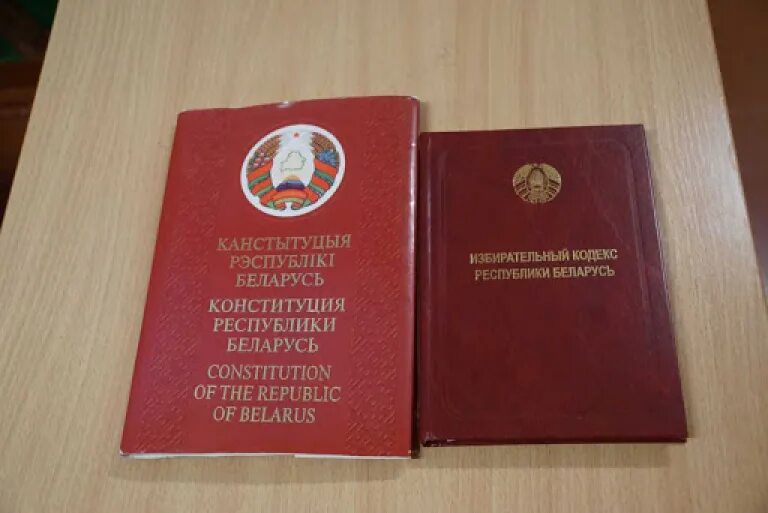 КАНСТЫТУЦЫЯ
РЭСПУБЛІКІ
БЕЛАРУСЬ
КОНСТИТУЦИЯ
РЕСПУБЛИКИ
БЕЛАРУСЬ
CONSTITUTION
OF THE REPUBLIC
OF BELARUS
ИЗБИРАТЕЛЬНЫЙ КОДЕКС
РЕСПУБЛИКИ БЕЛАРУСЬ